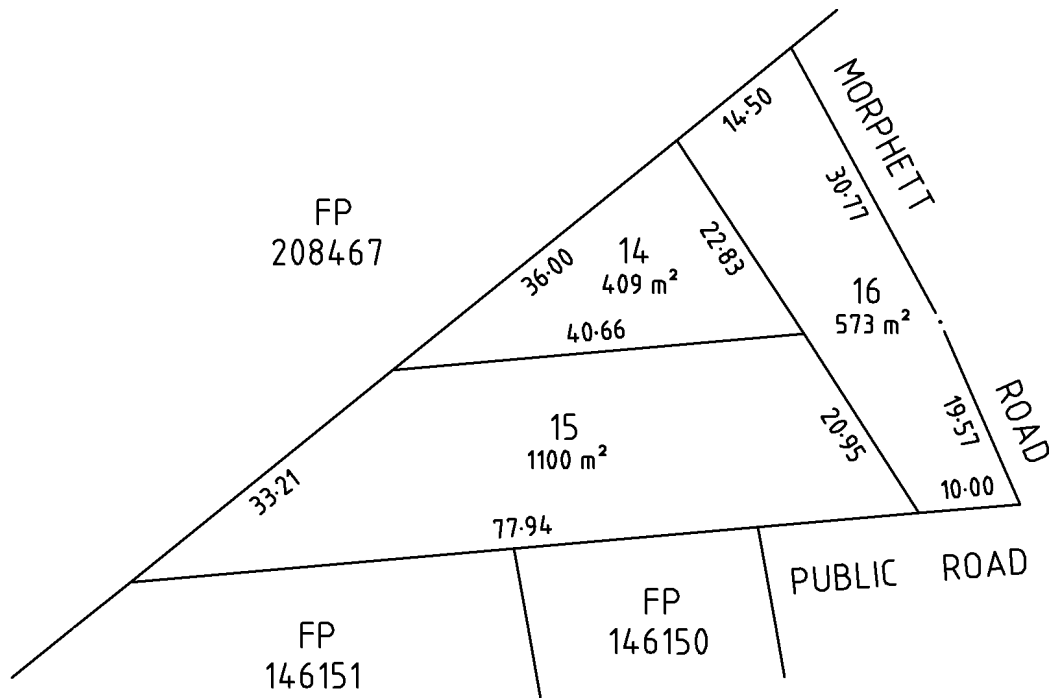 MORPHETT
14·50
30·77
FP
208467
36·00
14
409 m²
22·83
16
573 m²
40·66
ROAD
19·57
15
1100 m²
20·95
33·21
10·00
77·94
PUBLIC ROAD
FP
146150
FP
146151